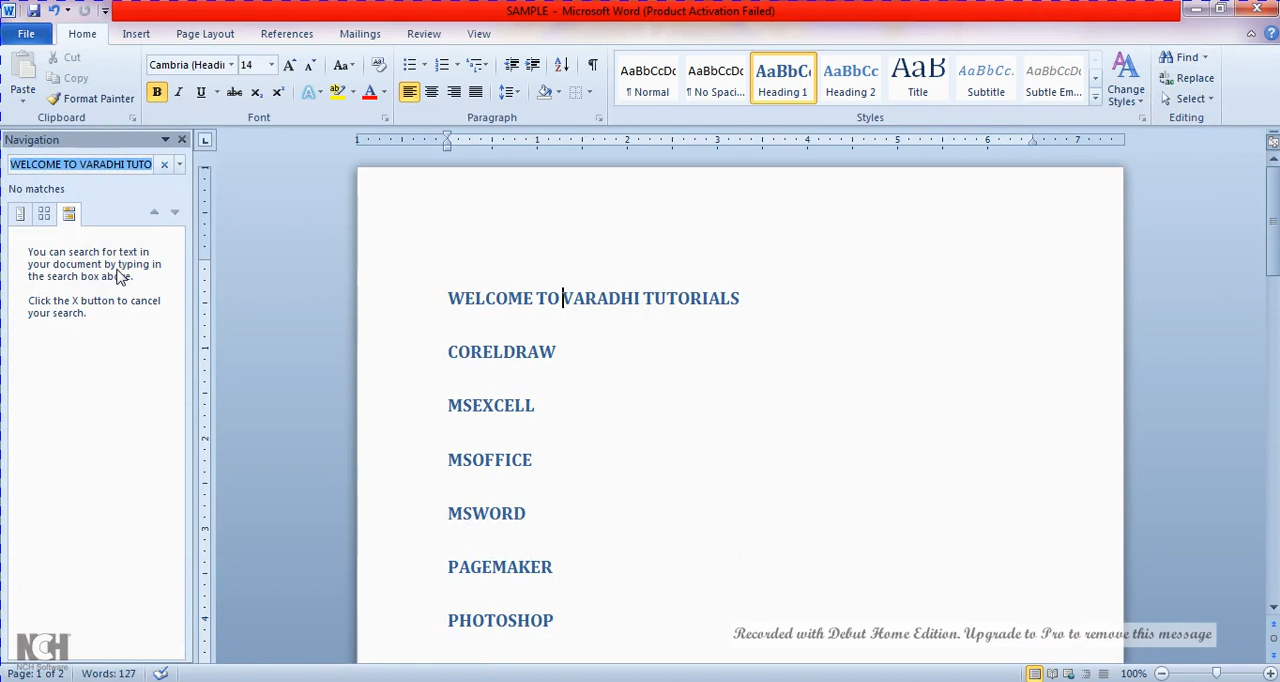 SAMPLE - Microsoft Word (Product Activation Failed)
File Home Insert Page Layout References Mailings Review View
Paste
Cut
Copy
Format Painter
Clipboard
Cambria (Headi 14
Font
Paragraph
AaBbCcDc AaBbCcDc AaBbCc AaBbCc AaB AaBbCc. AaBbCcDc
¶ Normal ¶ No Spaci... Heading 1 Heading 2 Title Subtitle Subtle Em...
Change Styles
Styles
Find
Replace
Select
Editing
Navigation
WELCOME TO VARADHI TUTO
No matches
You can search for text in
your document by typing in
the search box above.
Click the X button to cancel
your search.
WELCOME TO VARADHI TUTORIALS
CORELDRAW
MSEXCELL
MSOFFICE
MSWORD
PAGEMAKER
PHOTOSHOP
Recorded with Debut Home Edition. Upgrade to Pro to remove this message
NCH
NCH Software
Page: 1 of 2 Words: 127 100%